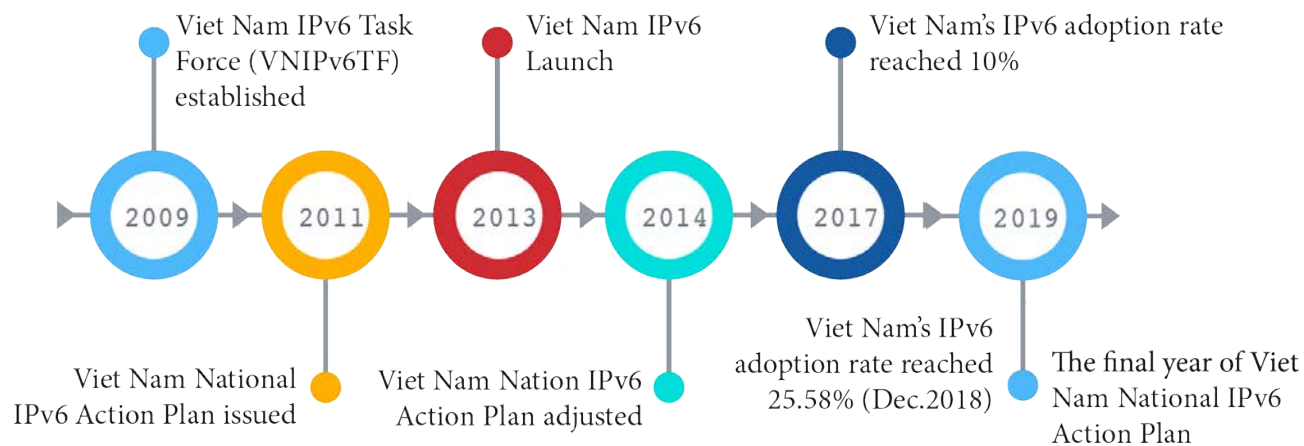 Viet Nam IPv6 Task
Force (VNIPv6TF)
established
Viet Nam IPv6
Launch
Viet Nam's IPv6 adoption rate
reached 10%
2009
2011
2013
2014
2017
2019
Viet Nam National
IPv6 Action Plan issued
Viet Nam Nation IPv6
Action Plan adjusted
Viet Nam's IPv6
adoption rate reached
25.58% (Dec.2018)
The final year of Viet
Nam National IPv6
Action Plan